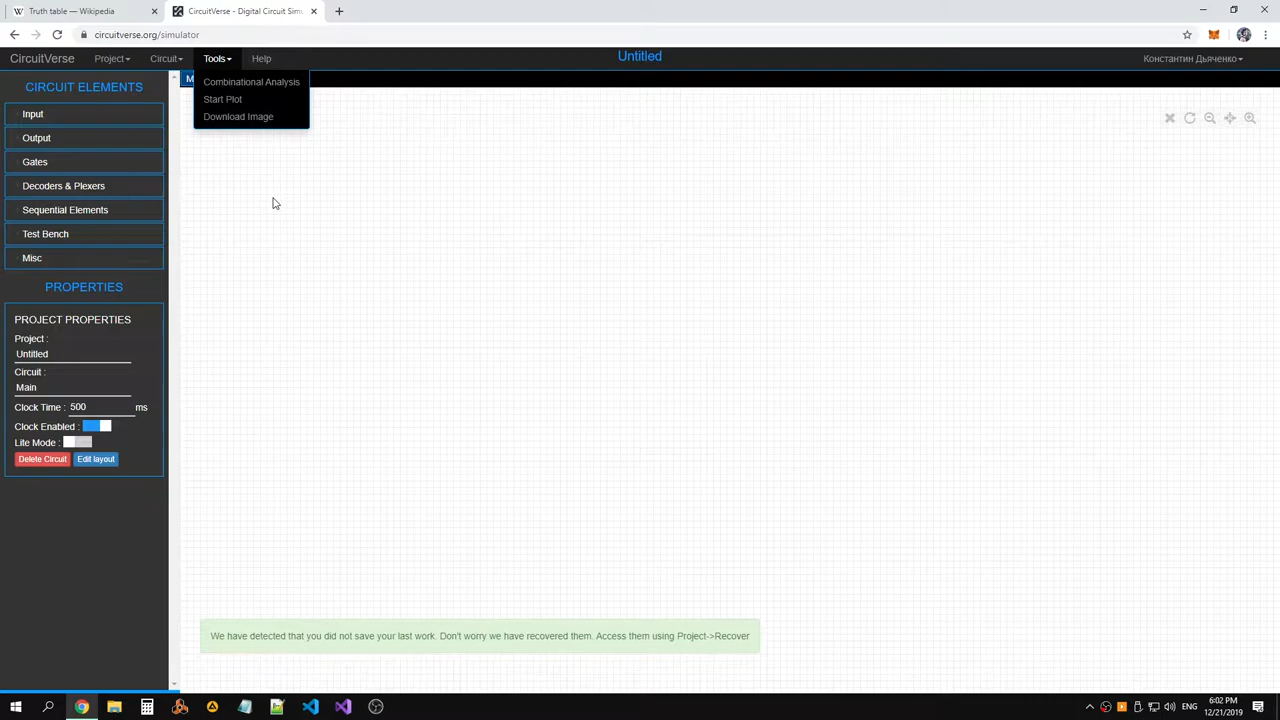 Truth table — Wikipedia
CircuitVerse - Digital Circuit Simu
circuitverse.org/simulator
CircuitVerse
Project
Circuit
Tools
Help
Untitled
Константин Дьяченко
Combinational Analysis
Start Plot
Download Image
CIRCUIT ELEMENTS
Input
Output
Gates
Decoders & Plexers
Sequential Elements
Test Bench
Misc
PROPERTIES
PROJECT PROPERTIES
Project :
Untitled
Circuit :
Main
Clock Time : 500 ms
Clock Enabled :
Lite Mode :
Delete Circuit
Edit layout
We have detected that you did not save your last work. Don't worry we have recovered them. Access them using Project->Recover
ENG
6:02 PM
12/21/2019